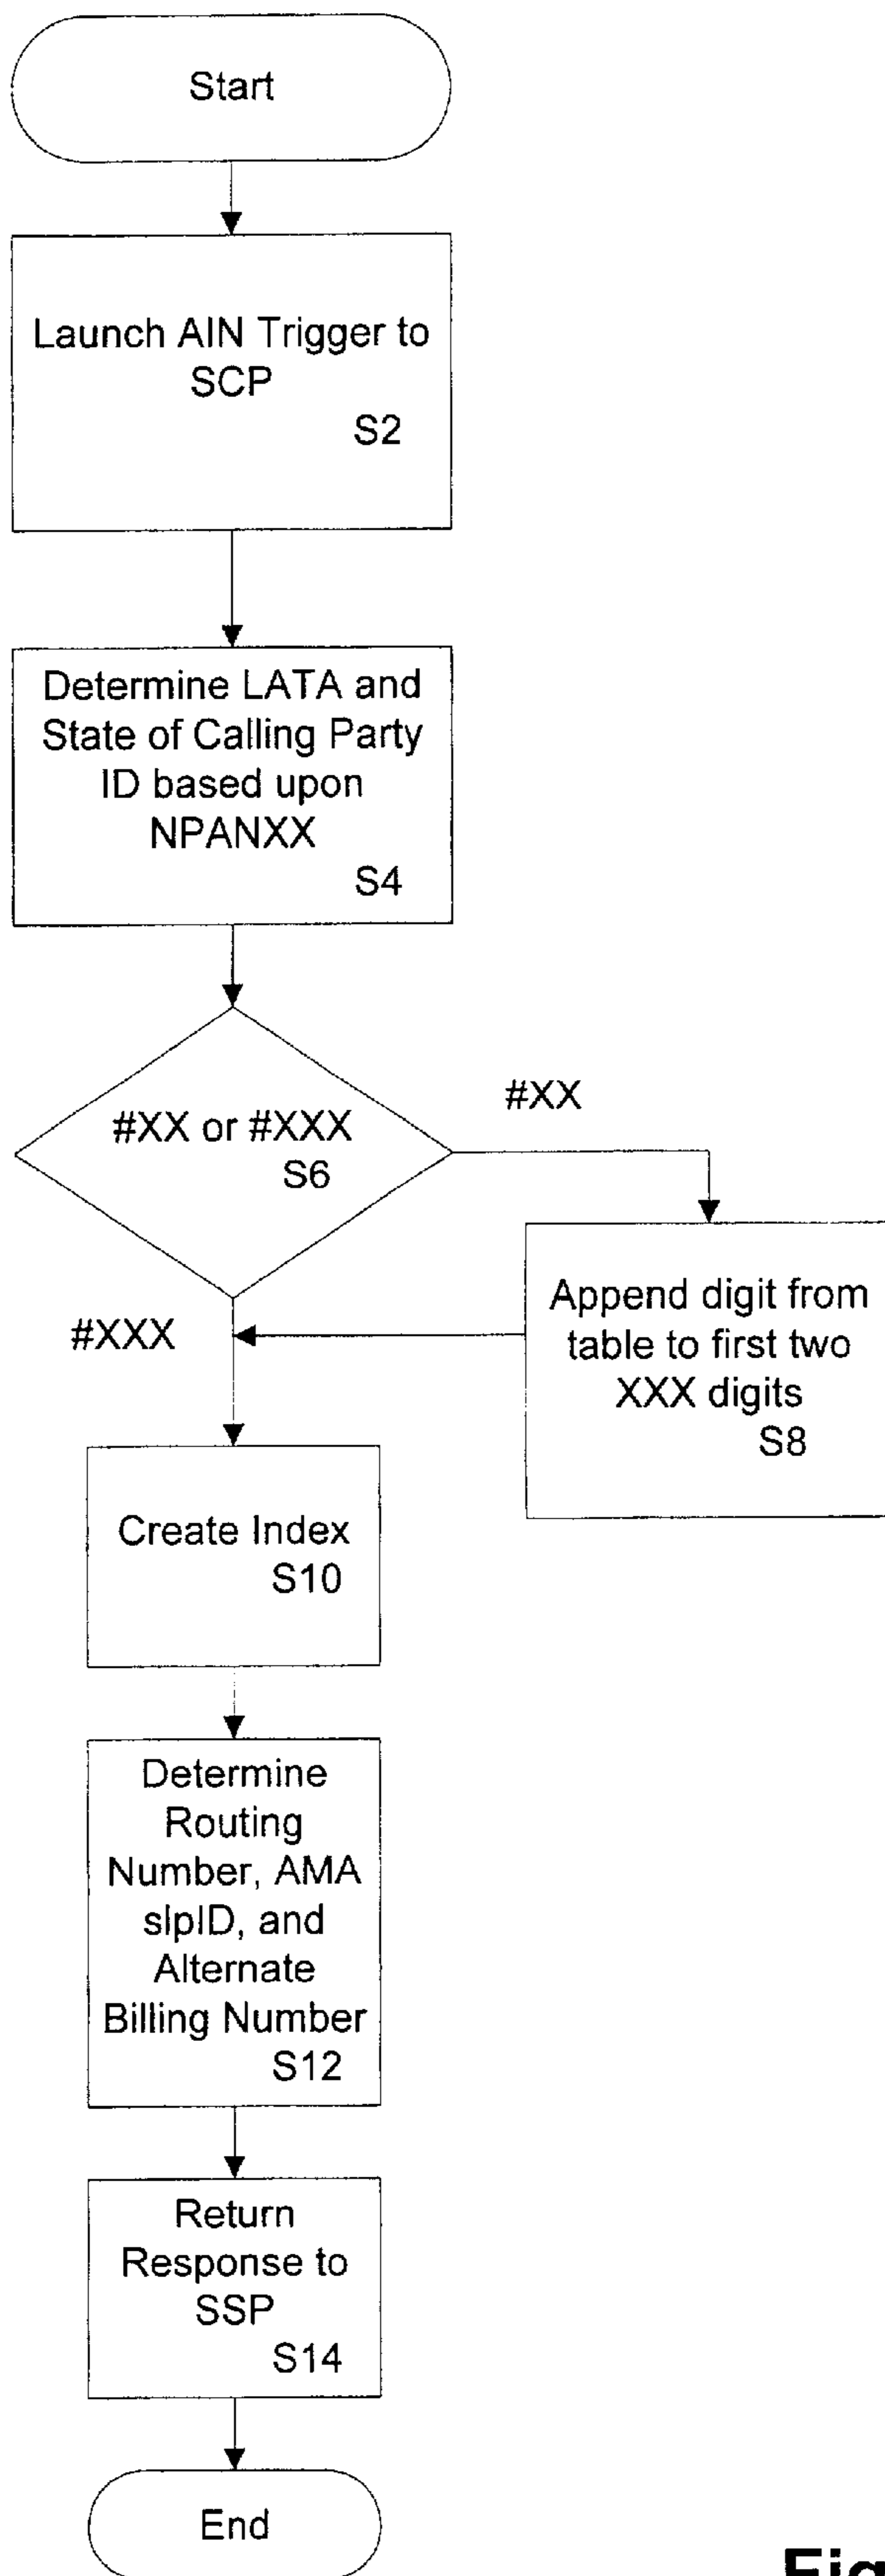 Start
Launch AIN Trigger to
SCP
S2
Determine LATA and
State of Calling Party
ID based upon
NPANXX
S4
#XX or #XXX
S6
#XX
Append digit from
table to first two
XXX digits
S8
#XXX
Create Index
S10
Determine
Routing
Number, AMA
slpID, and
Alternate
Billing Number
S12
Return
Response to
SSP
S14
End
Fig